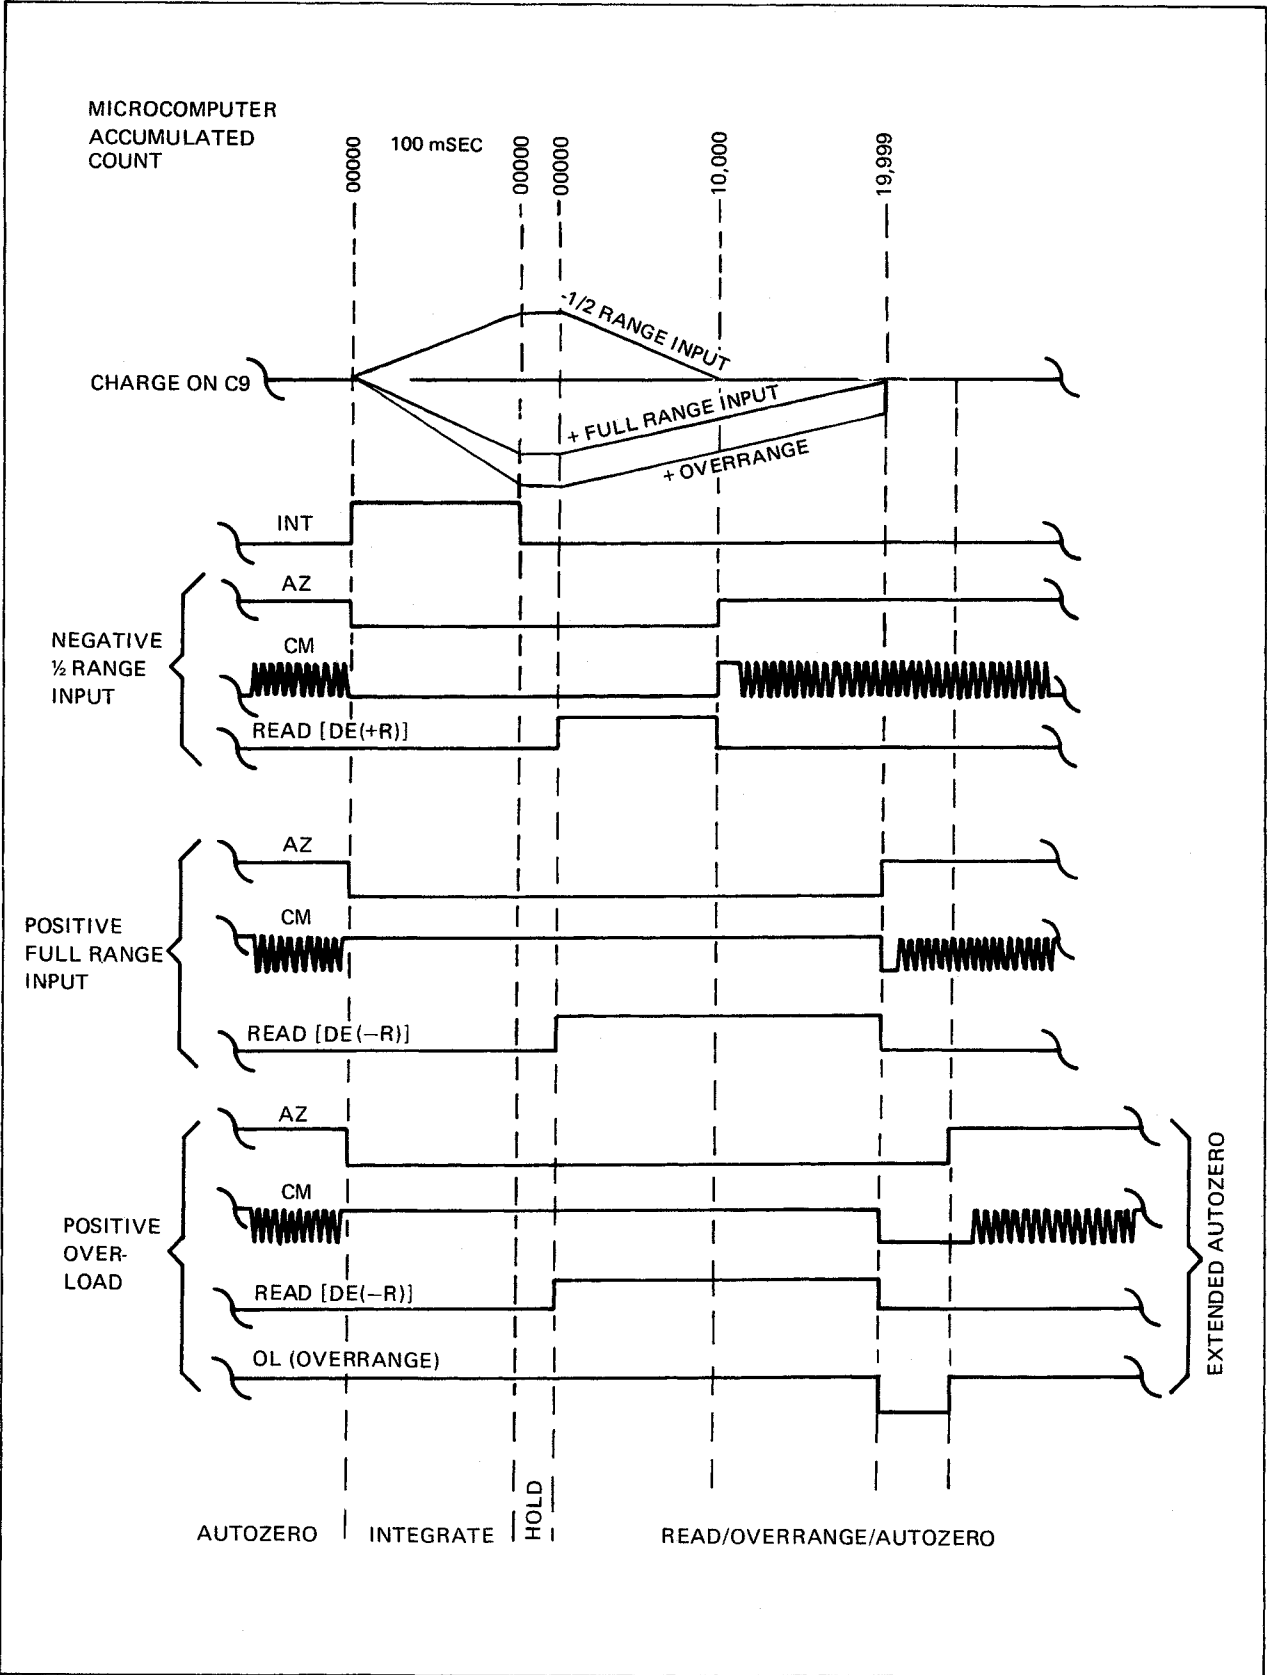 MICROCOMPUTER
ACCUMULATED
COUNT
00000
100 mSEC
00000
00000
10,000
19,999
-1/2 RANGE INPUT
CHARGE ON C9
+ FULL RANGE INPUT
+ OVERRANGE
INT
NEGATIVE
½ RANGE
INPUT
AZ
CM
READ [DE(+R)]
POSITIVE
FULL RANGE
INPUT
AZ
CM
READ [DE(—R)]
POSITIVE
OVER-
LOAD
AZ
CM
READ [DE(—R)]
OL (OVERRANGE)
EXTENDED AUTOZERO
AUTOZERO
INTEGRATE
HOLD
READ/OVERRANGE/AUTOZERO